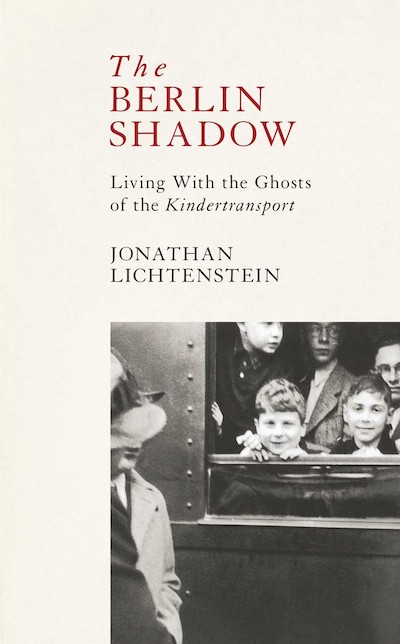 The
BERLIN
SHADOW
Living With the Ghosts
of the Kindertransport
JONATHAN
LICHTENSTEIN